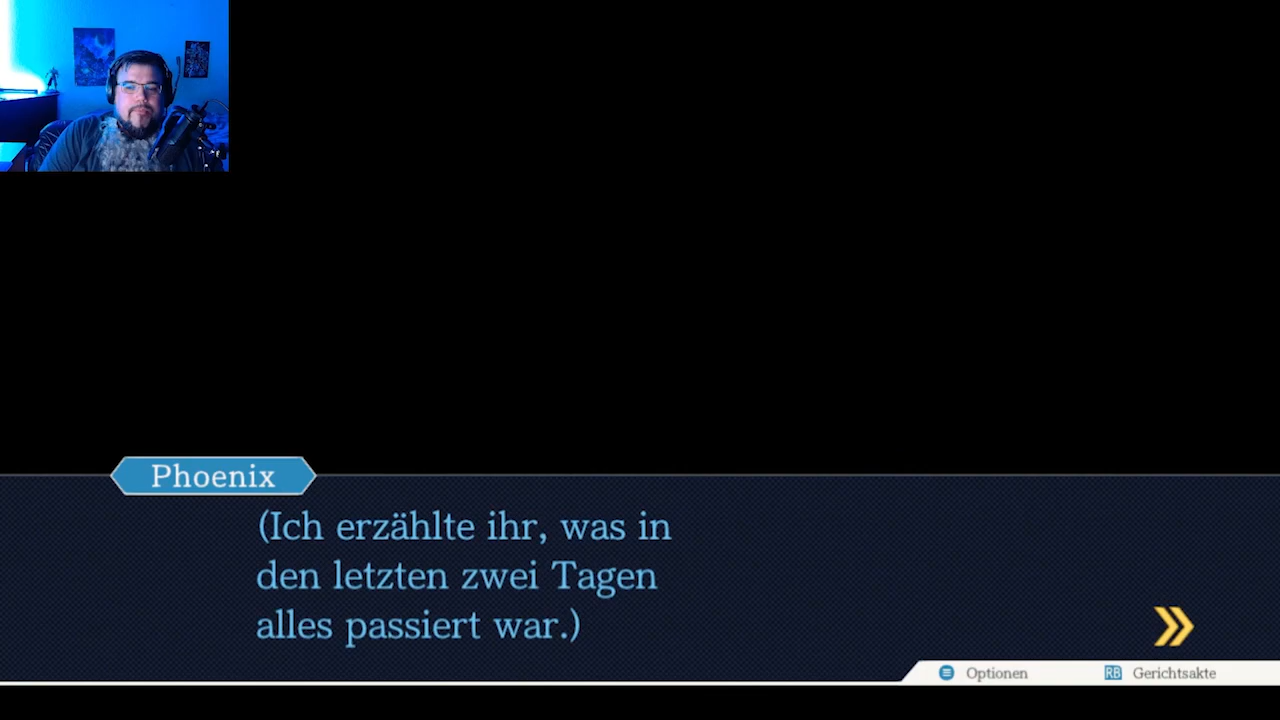 Phoenix
(Ich erzählte ihr, was in
den letzten zwei Tagen
alles passiert war.)
Optionen
RB Gerichtsakte